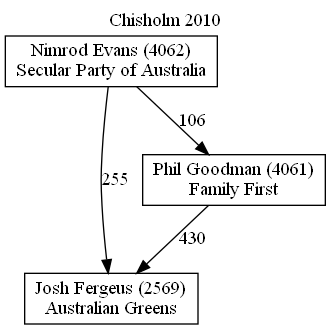 Chisholm 2010
Nimrod Evans (4062)
Secular Party of Australia
106
255
Phil Goodman (4061)
Family First
430
Josh Fergeus (2569)
Australian Greens